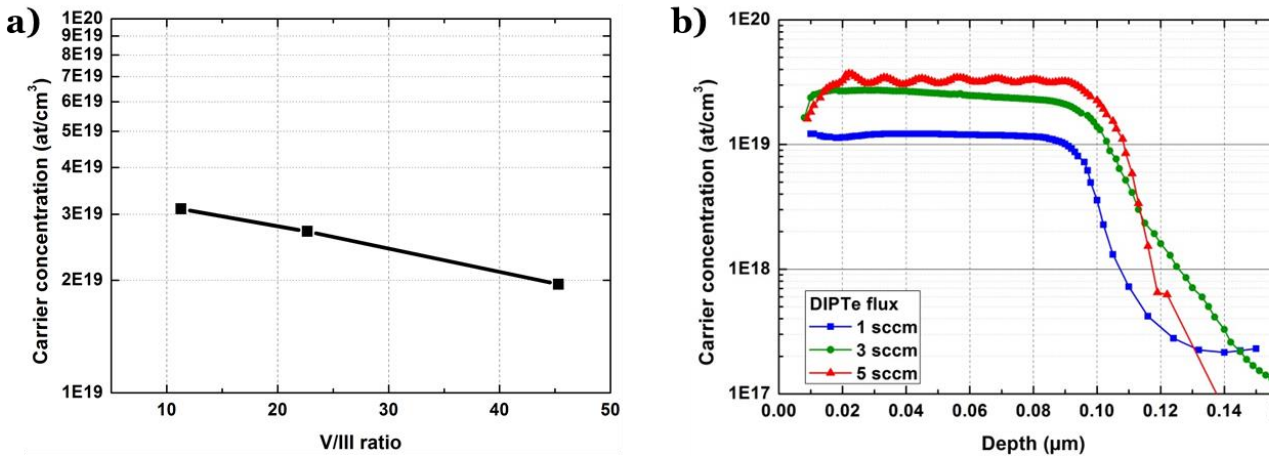 a)
Carrier concentration (at/cm³)
1E20
9E19
8E19
7E19
6E19
5E19
4E19
3E19
2E19
1E19
10 20 30 40 50
V/III ratio
b)
Carrier concentration (at/cm³)
1E20
1E19
1E18
1E17
DIPTe flux
1 sccm
3 sccm
5 sccm
0.00 0.02 0.04 0.06 0.08 0.10 0.12 0.14
Depth (µm)